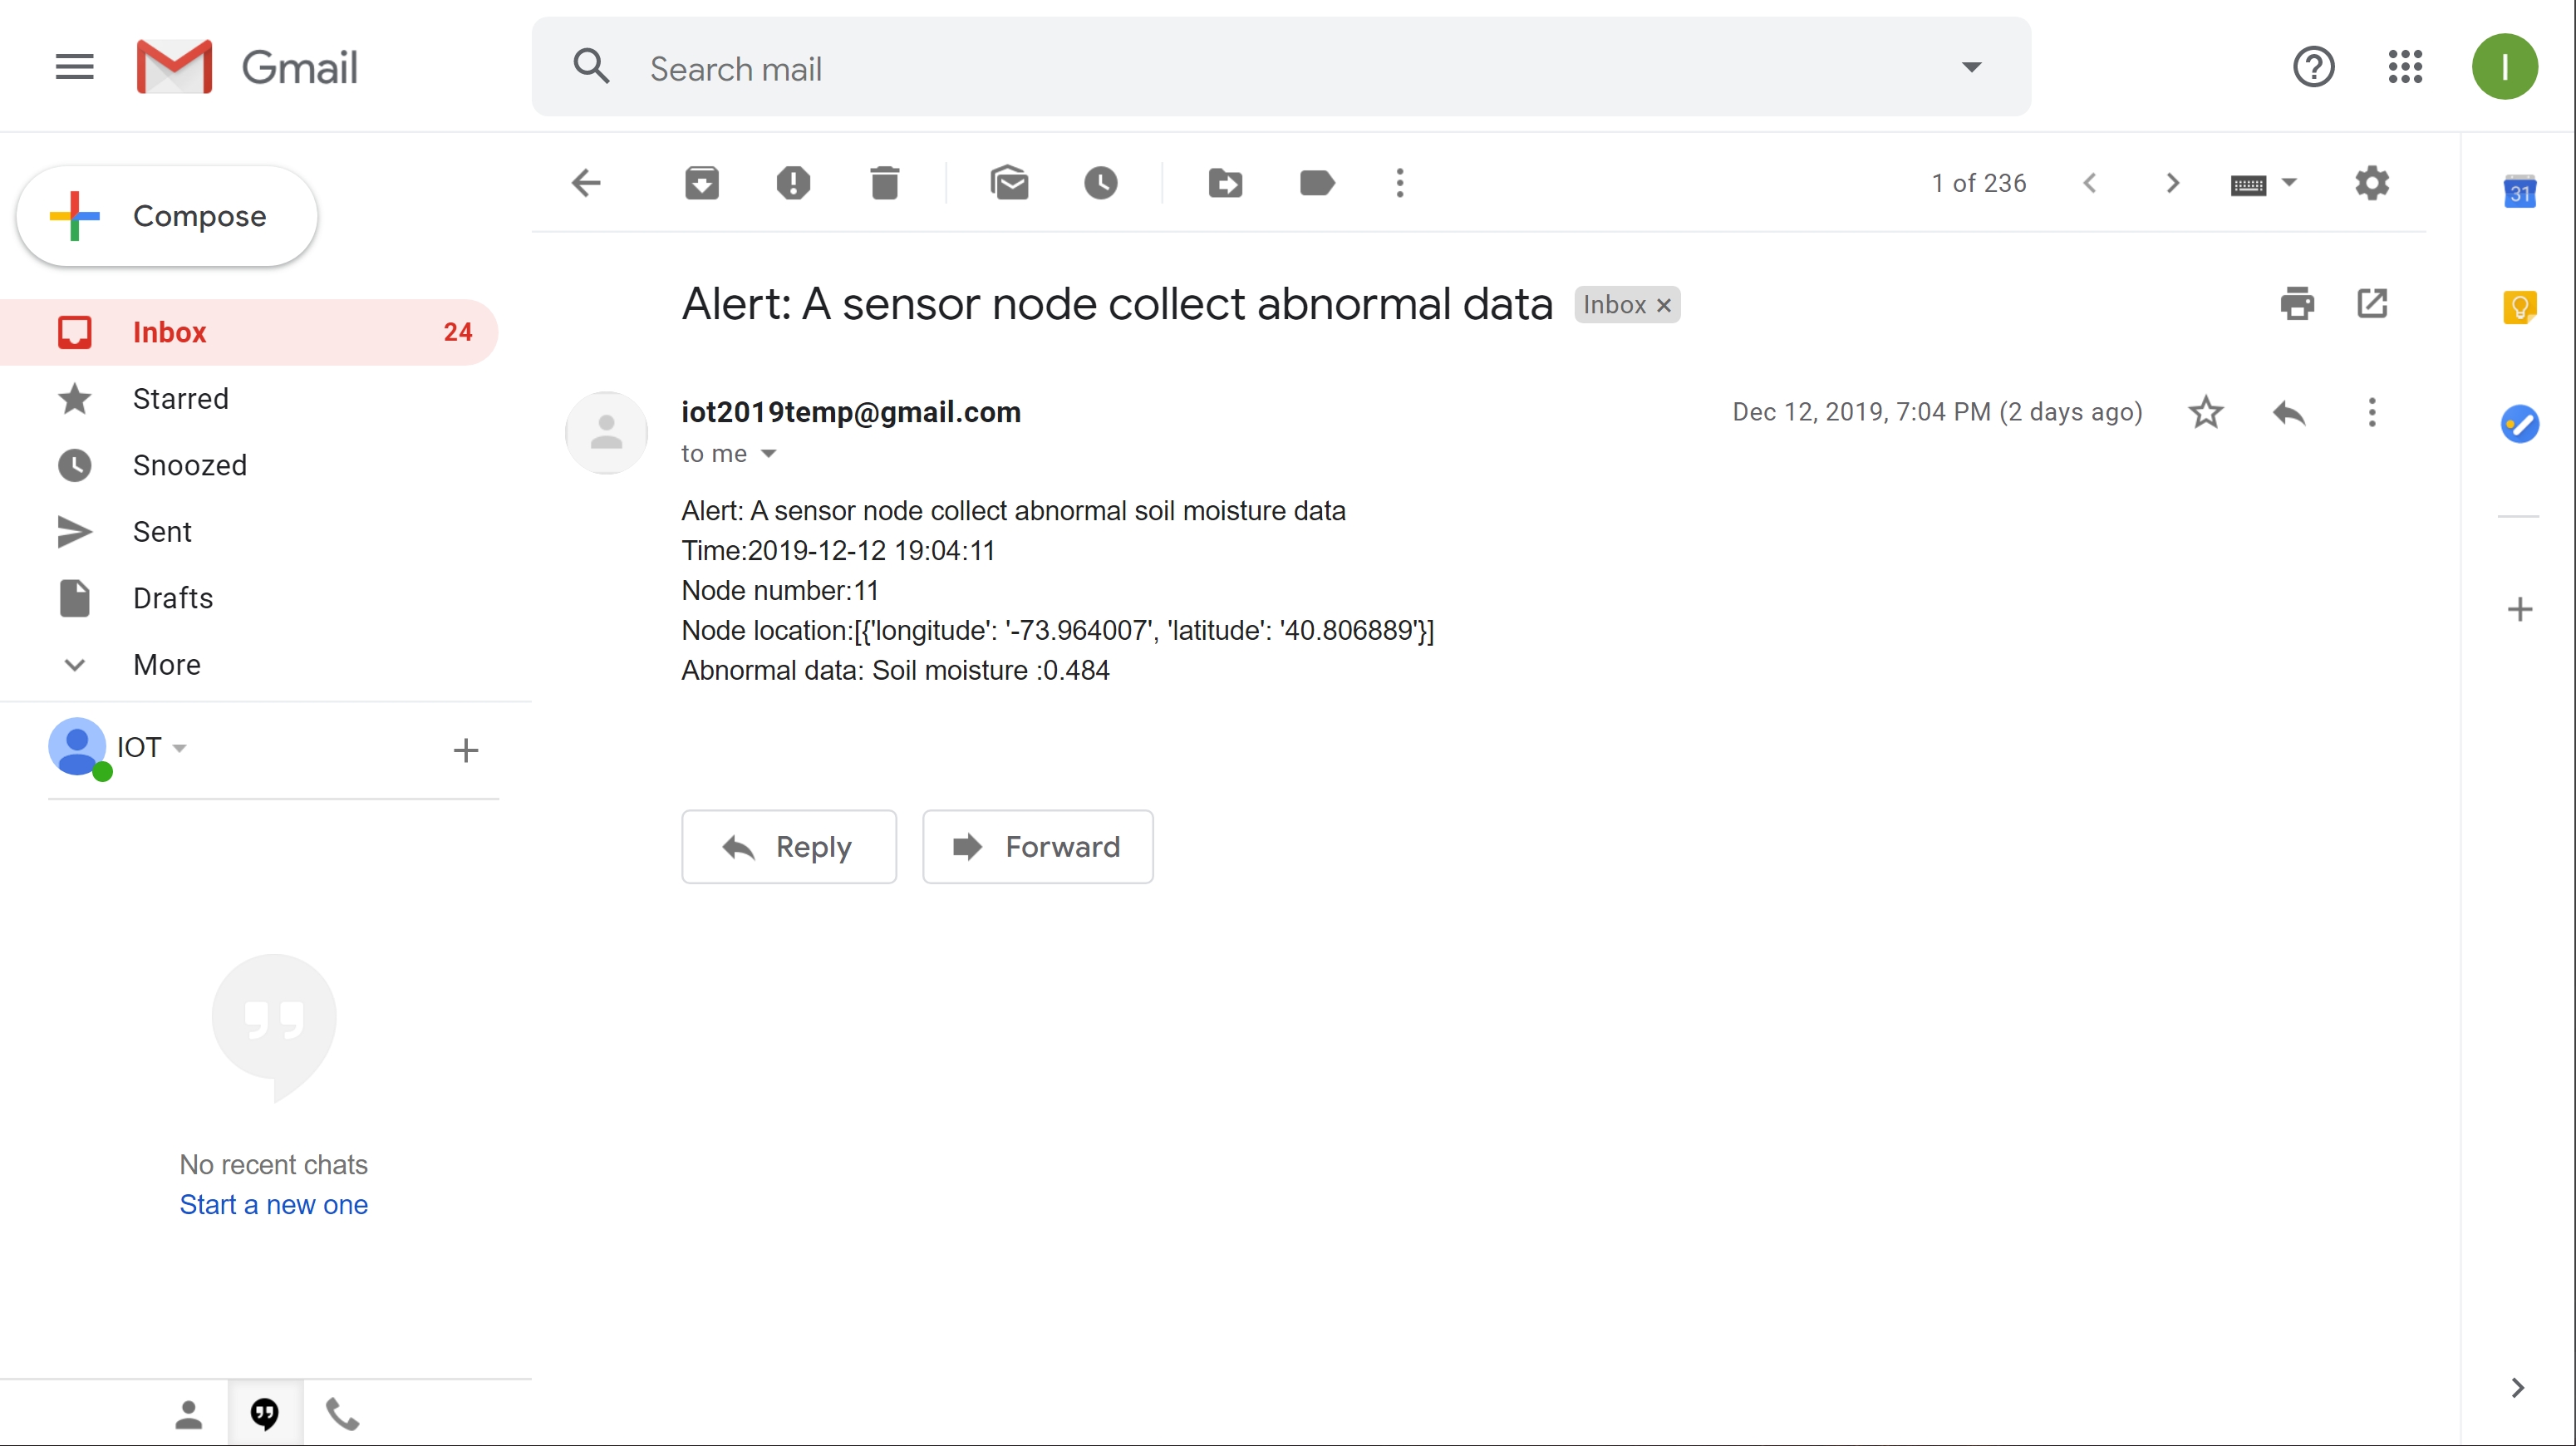 Gmail
Search mail
I
Compose
1 of 236
31
Inbox 24
Starred
Snoozed
Sent
Drafts
More
IOT
No recent chats
Start a new one
Alert: A sensor node collect abnormal data Inbox ×
iot2019temp@gmail.com
Dec 12, 2019, 7:04 PM (2 days ago)
to me
Alert: A sensor node collect abnormal soil moisture data
Time:2019-12-12 19:04:11
Node number:11
Node location:[{'longitude': '-73.964007', 'latitude': '40.806889'}]
Abnormal data: Soil moisture :0.484
Reply
Forward